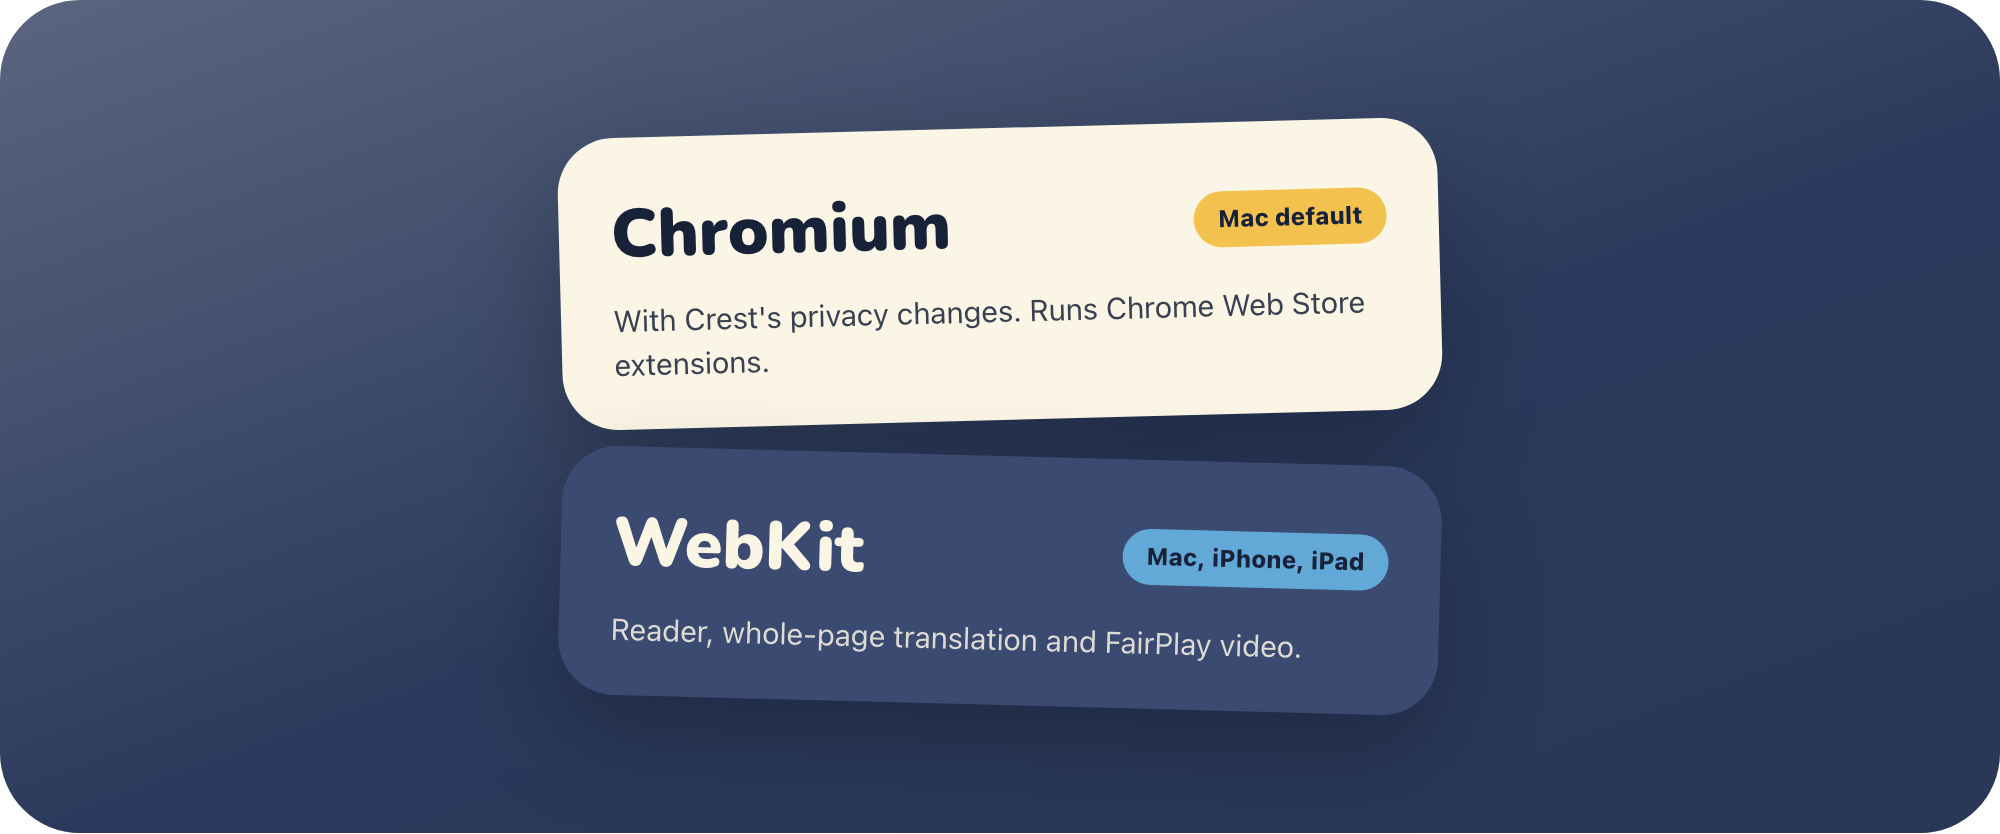 Chromium
Mac default
With Crest's privacy changes. Runs Chrome Web Store
extensions.
WebKit
Mac, iPhone, iPad
Reader, whole-page translation and FairPlay video.